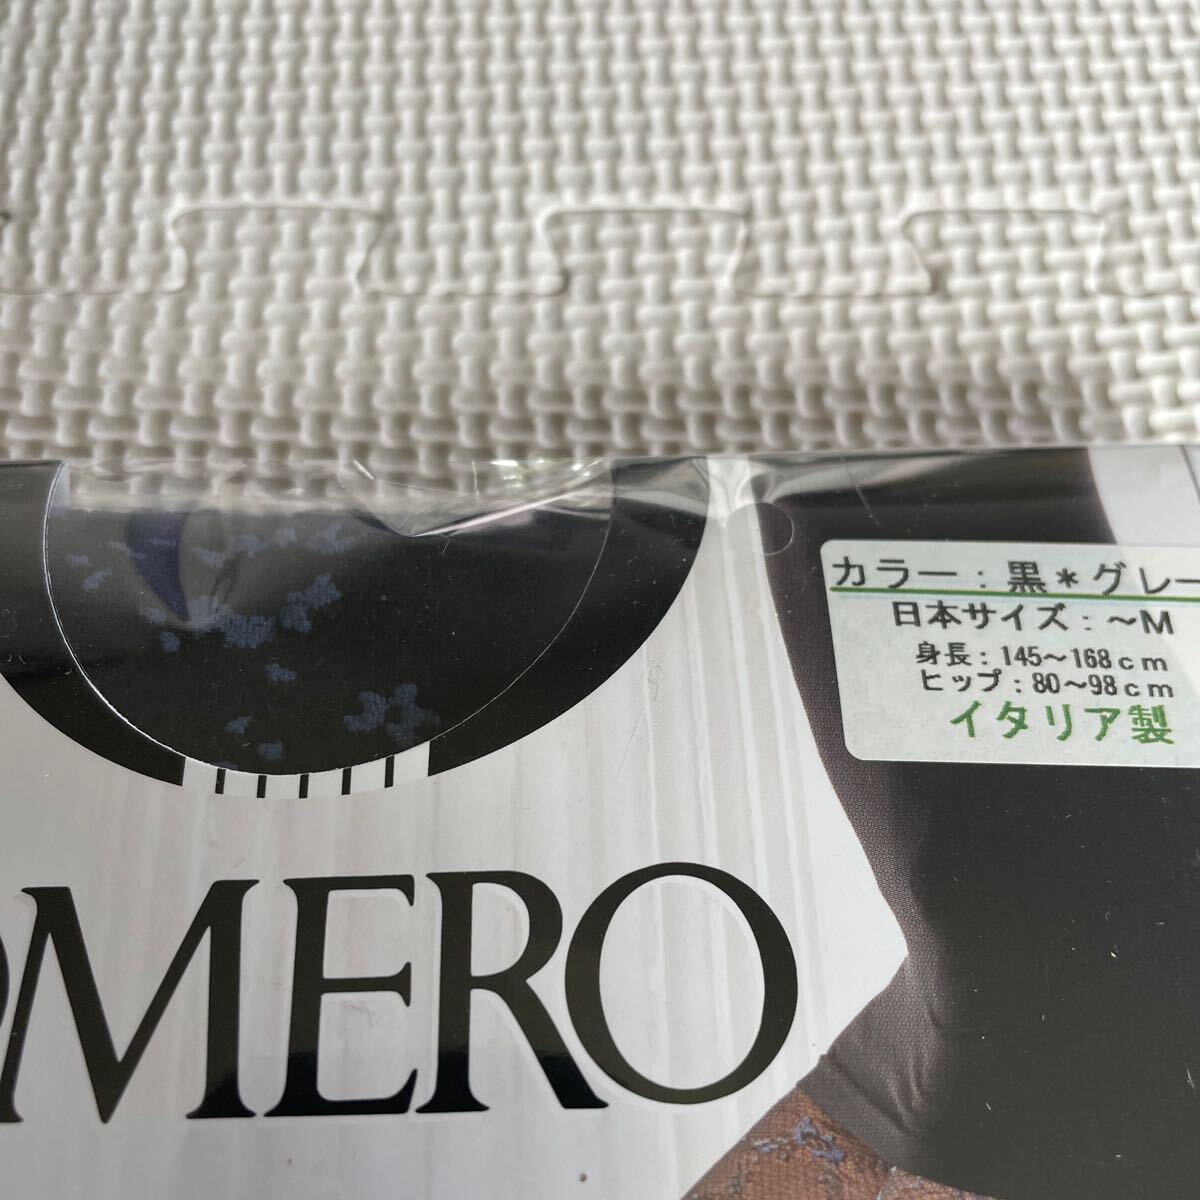 カラー：黒＊グレー
日本サイズ：～M
身長：145～168cm
ヒップ：80～98cm
イタリア製
OMERO